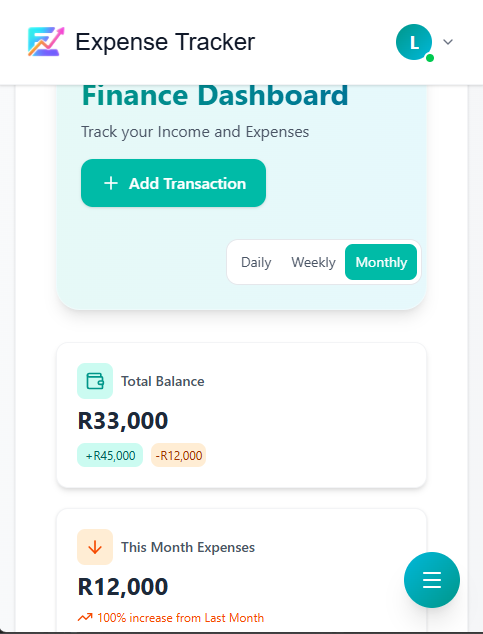 Expense Tracker
L
Finance Dashboard
Track your Income and Expenses
+ Add Transaction
Daily Weekly Monthly
Total Balance
R33,000
+R45,000 -R12,000
This Month Expenses
R12,000
100% increase from Last Month